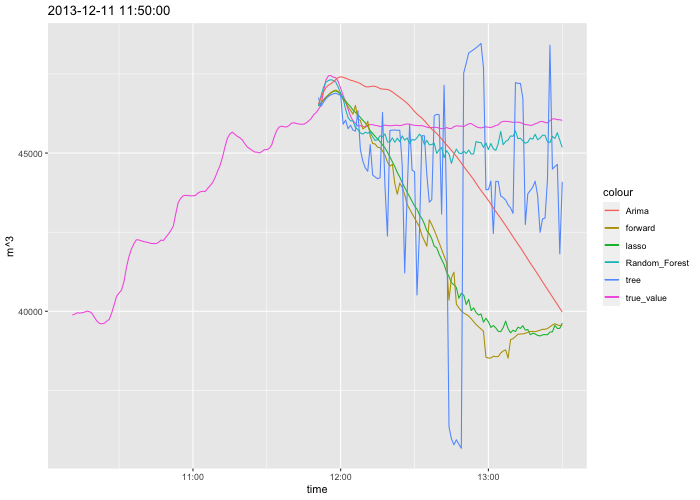 2013-12-11 11:50:00
m^3
45000
40000
11:00
12:00
13:00
time
colour
Arima
forward
lasso
Random_Forest
tree
true_value